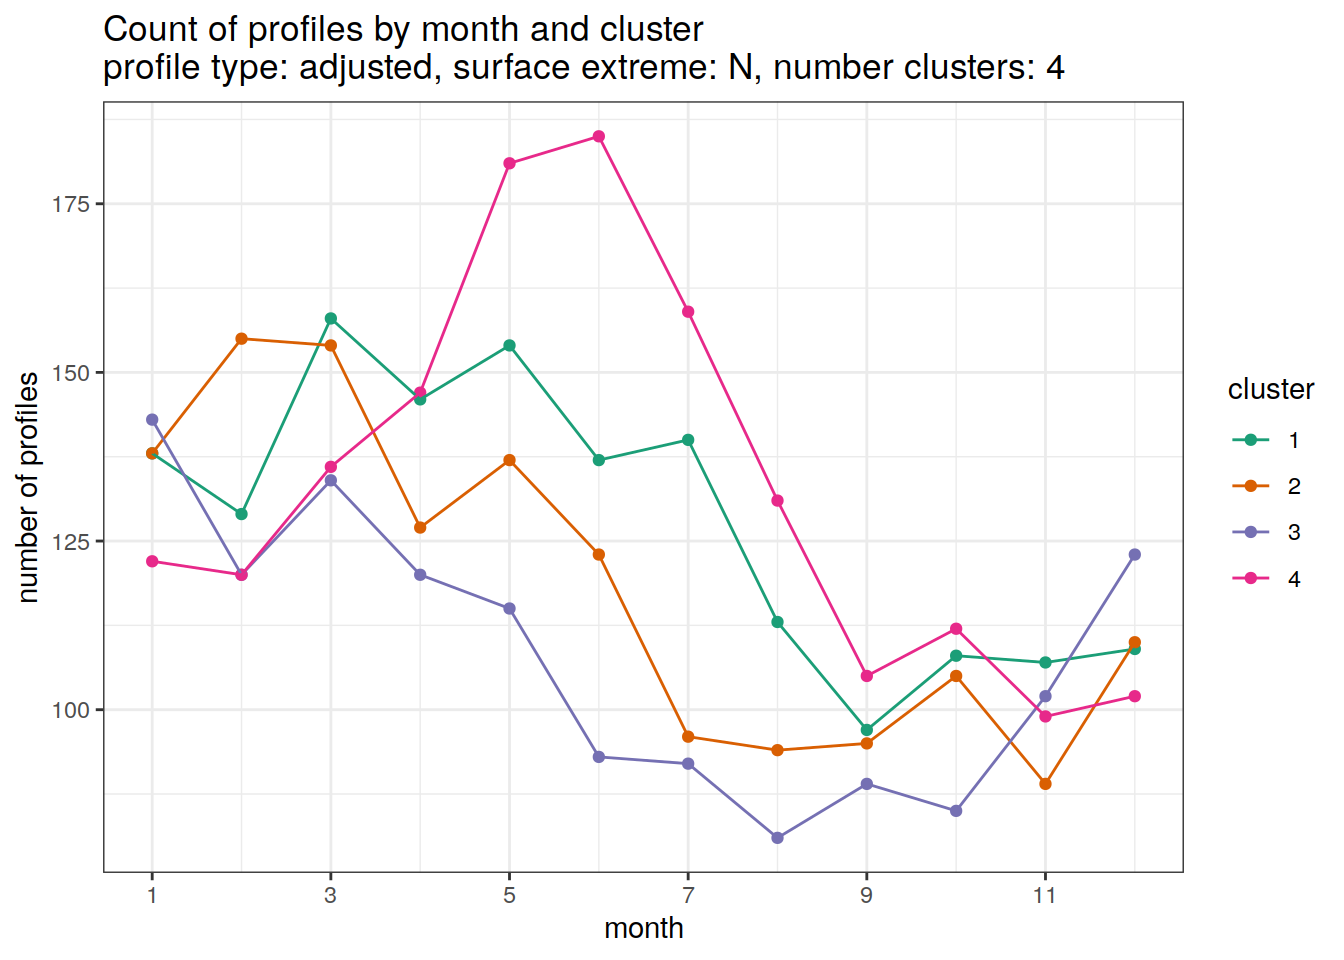 Count of profiles by month and cluster
profile type: adjusted, surface extreme: N, number clusters: 4
175
150
125
100
number of profiles
1 3 5 7 9 11
month
cluster
1
2
3
4